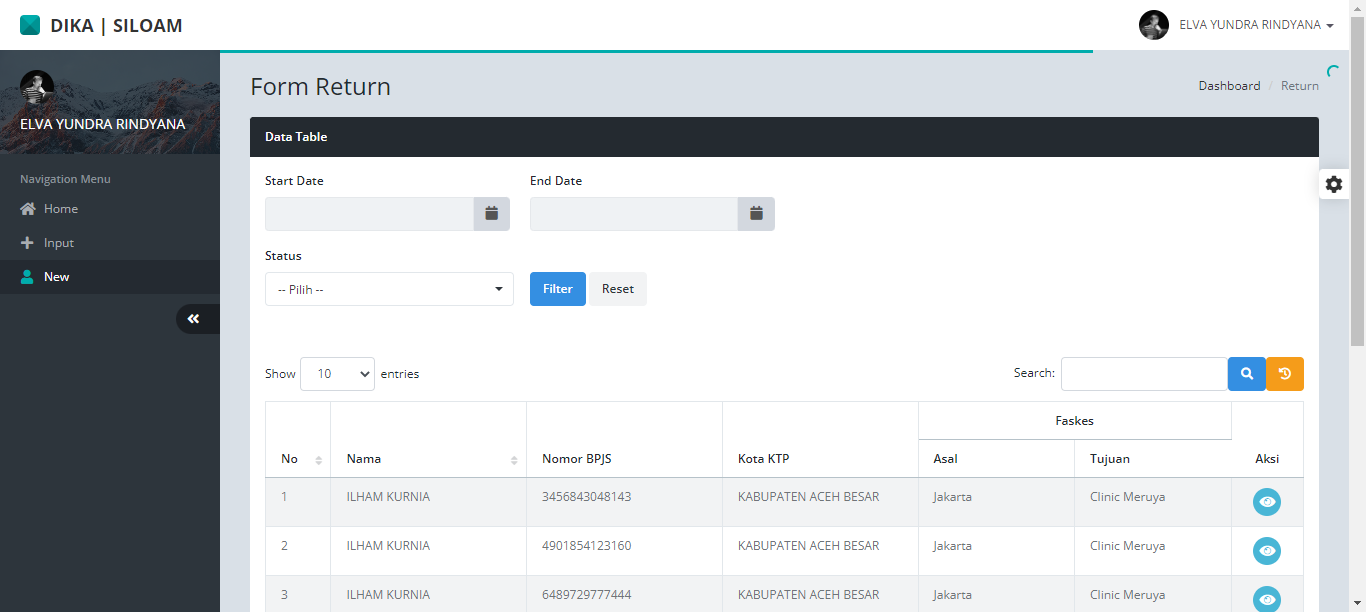 DIKA | SILOAM
ELVA YUNDRA RINDYANA
ELVA YUNDRA RINDYANA
Navigation Menu
Home
Input
New
Form Return
Dashboard / Return
Data Table
Start Date End Date
Status
-- Pilih -- Filter Reset
Show 10 entries Search:
Faskes
No Nama Nomor BPJS Kota KTP Asal Tujuan Aksi
1 ILHAM KURNIA 3456843048143 KABUPATEN ACEH BESAR Jakarta Clinic Meruya
2 ILHAM KURNIA 4901854123160 KABUPATEN ACEH BESAR Jakarta Clinic Meruya
3 ILHAM KURNIA 6489729777444 KABUPATEN ACEH BESAR Jakarta Clinic Meruya